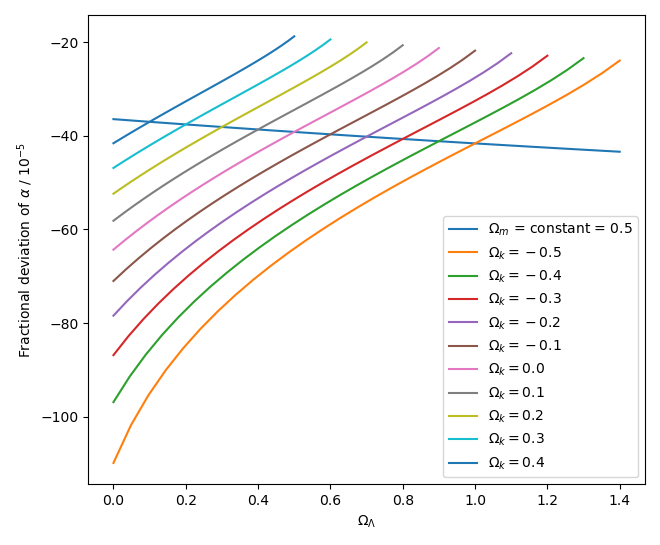 −20
−40
−60
−80
−100
Fractional deviation of α / 10⁻⁵
0.0 0.2 0.4 0.6 0.8 1.0 1.2 1.4
Ω_Λ
Ω_m = constant = 0.5
Ω_k = −0.5
Ω_k = −0.4
Ω_k = −0.3
Ω_k = −0.2
Ω_k = −0.1
Ω_k = 0.0
Ω_k = 0.1
Ω_k = 0.2
Ω_k = 0.3
Ω_k = 0.4